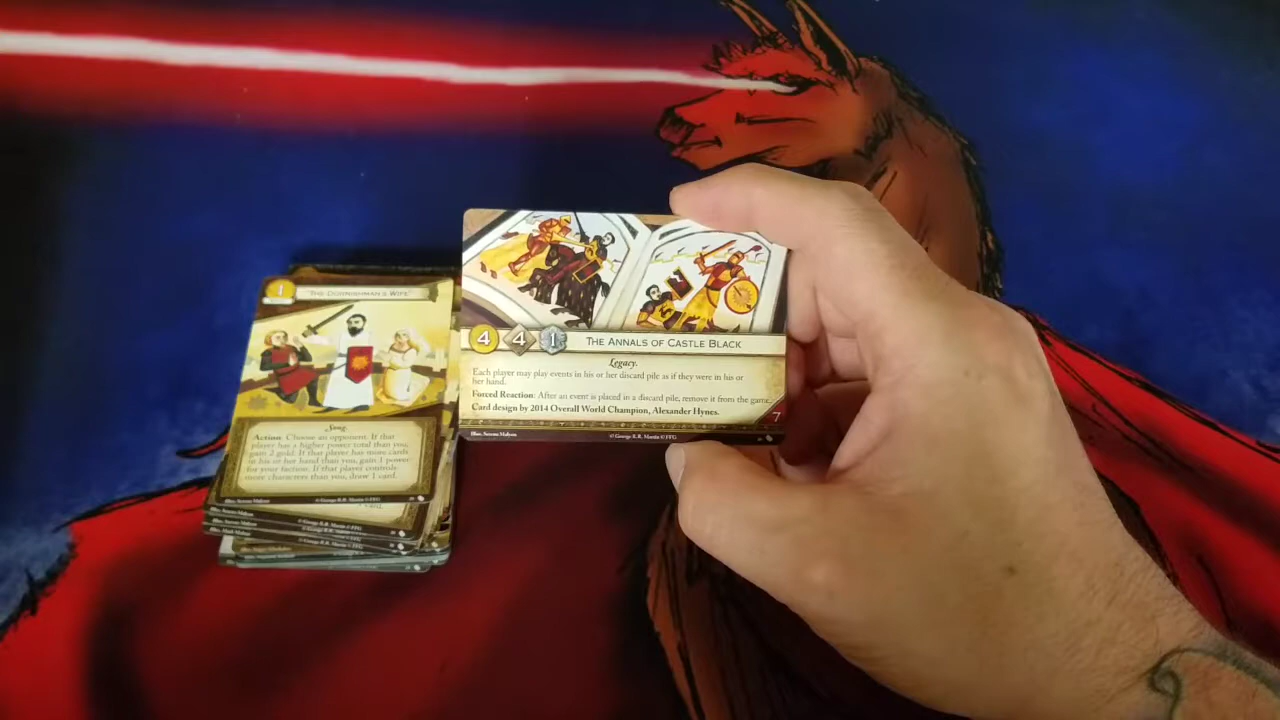 4 4 1 THE ANNALS OF CASTLE BLACK
Legacy.
Each player may play events in his or her discard pile as if they were in his or
her hand.
Forced Reaction: After an event is placed in a discard pile, remove it from the game.
Card design by 2014 Overall World Champion, Alexander Hynes.
7
Illus. Serena Malyon © George R.R. Martin © FFG
1 "THE DORNISHMAN'S WIFE"
Song.
Action: Choose an opponent. If that
player has a higher power total than you,
gain 2 gold. If that player has more cards
in his or her hand than you, gain 1 power
for your faction. If that player controls
more characters than you, draw 1 card.
Illus. Serena Malyon © George R.R. Martin © FFG